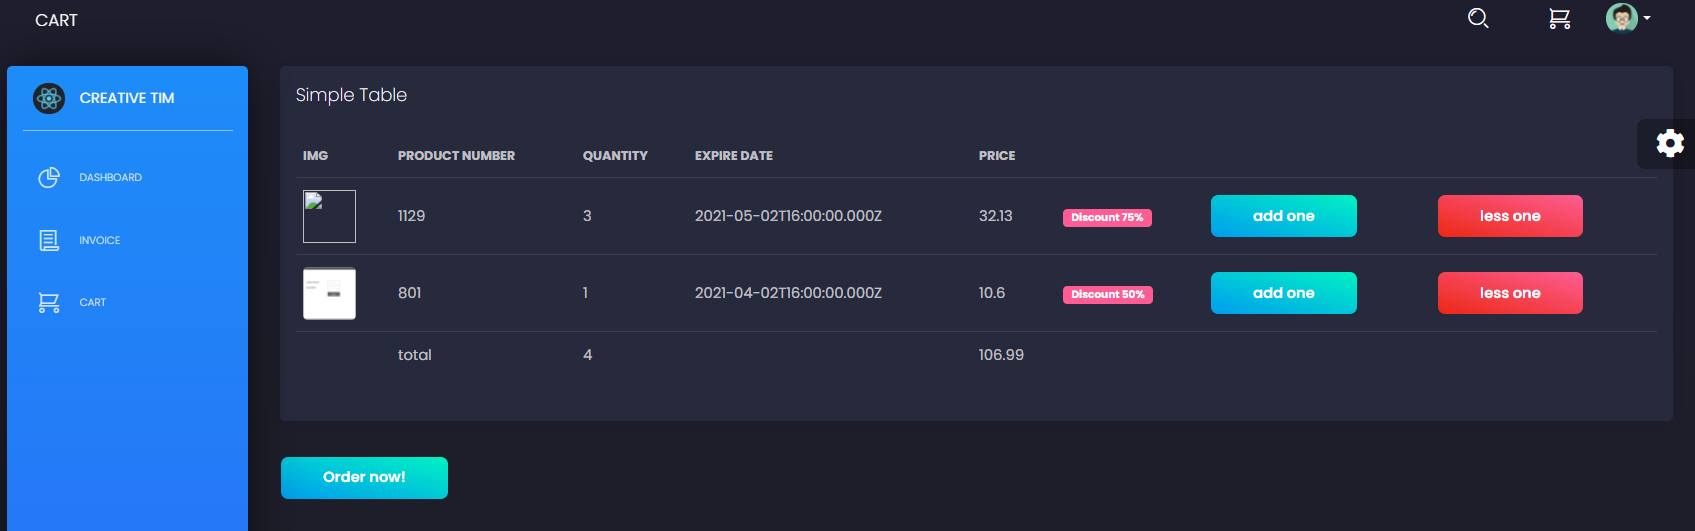 CART
CREATIVE TIM
DASHBOARD
INVOICE
CART
Simple Table
IMG PRODUCT NUMBER QUANTITY EXPIRE DATE PRICE
1129 3 2021-05-02T16:00:00.000Z 32.13 Discount 75% add one less one
801 1 2021-04-02T16:00:00.000Z 10.6 Discount 50% add one less one
total 4 106.99
Order now!